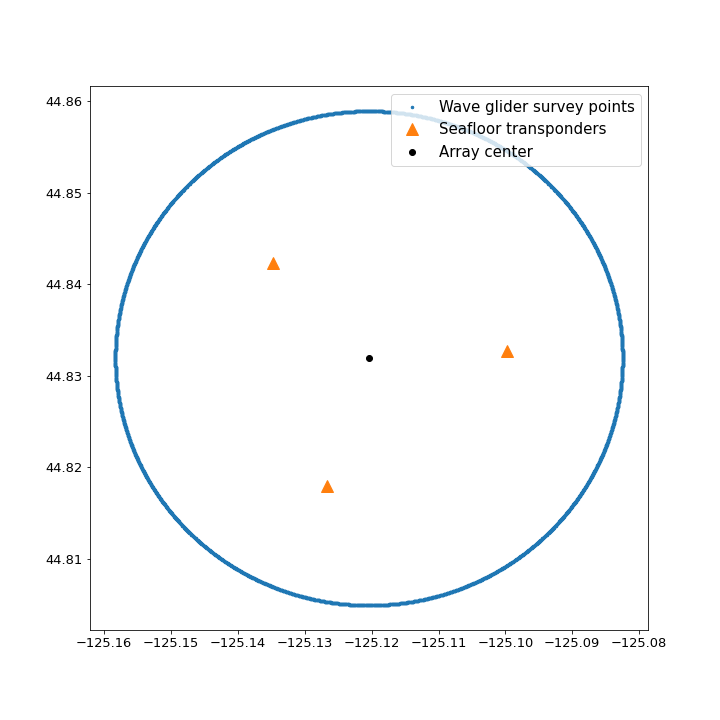 Wave glider survey points
Seafloor transponders
Array center
44.86
44.85
44.84
44.83
44.82
44.81
−125.16 −125.15 −125.14 −125.13 −125.12 −125.11 −125.10 −125.09 −125.08